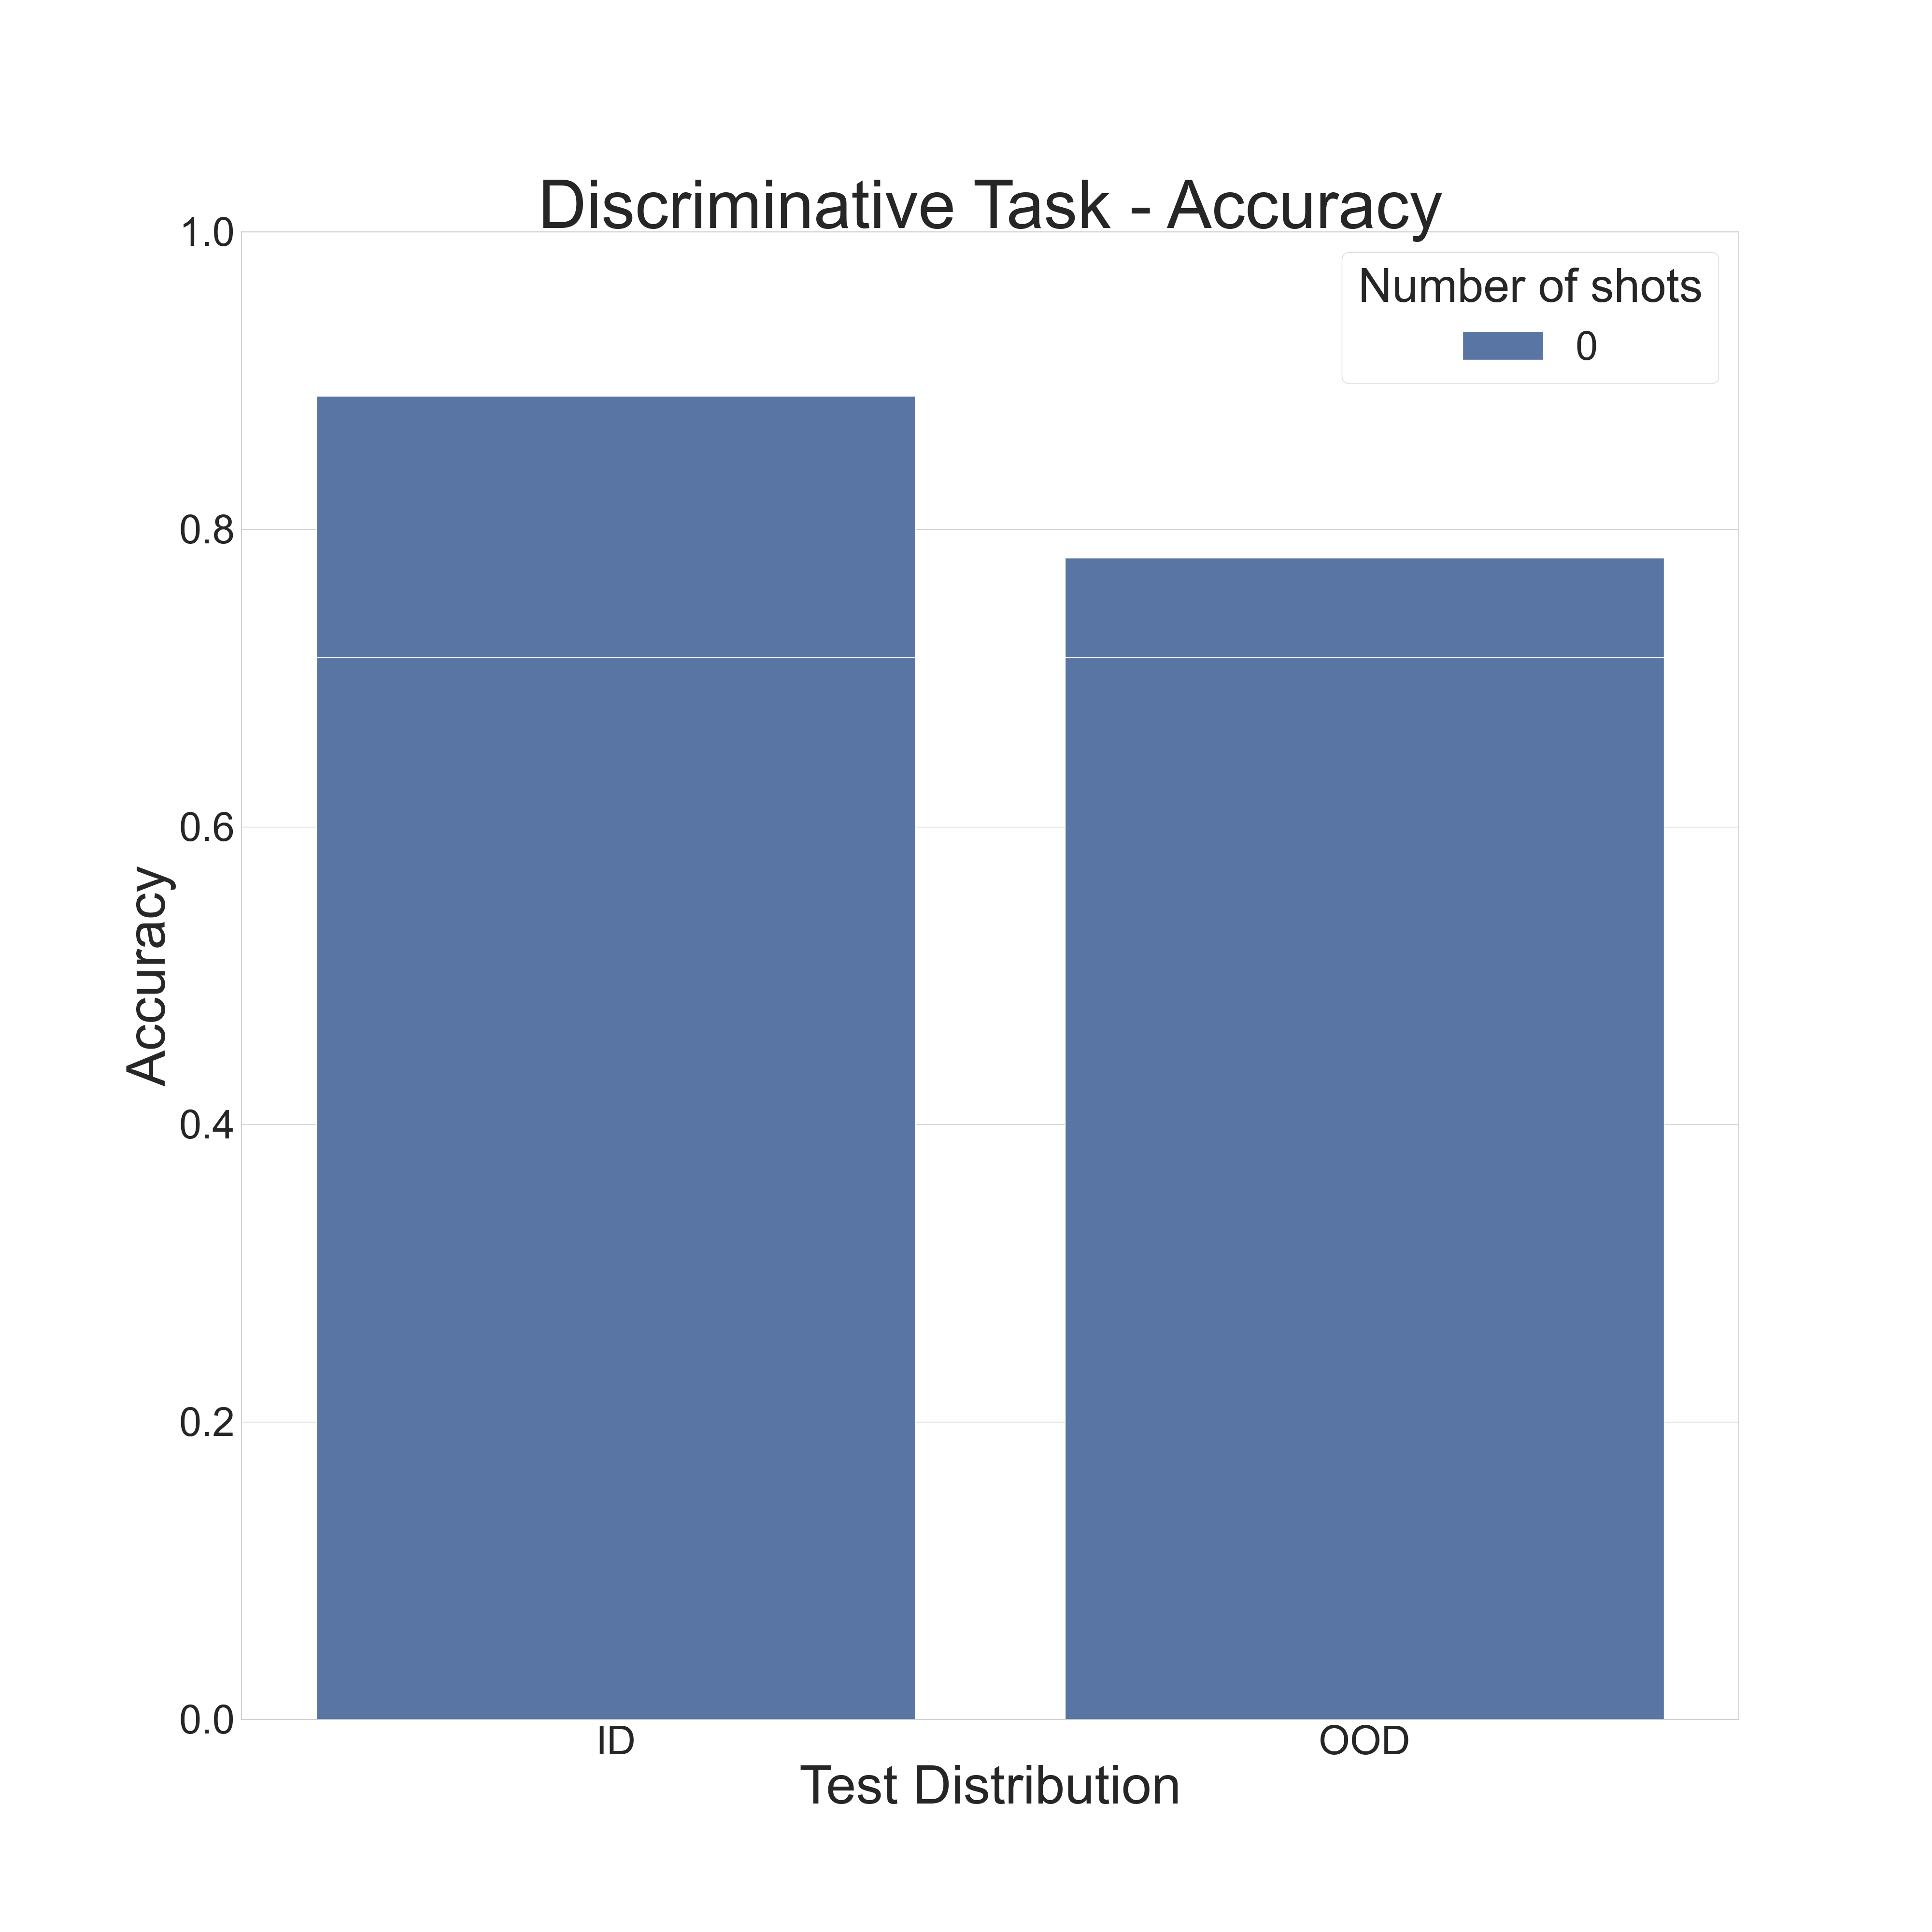 Discriminative Task - Accuracy
Number of shots
0
1.0
0.8
0.6
0.4
0.2
0.0
Accuracy
ID
OOD
Test Distribution